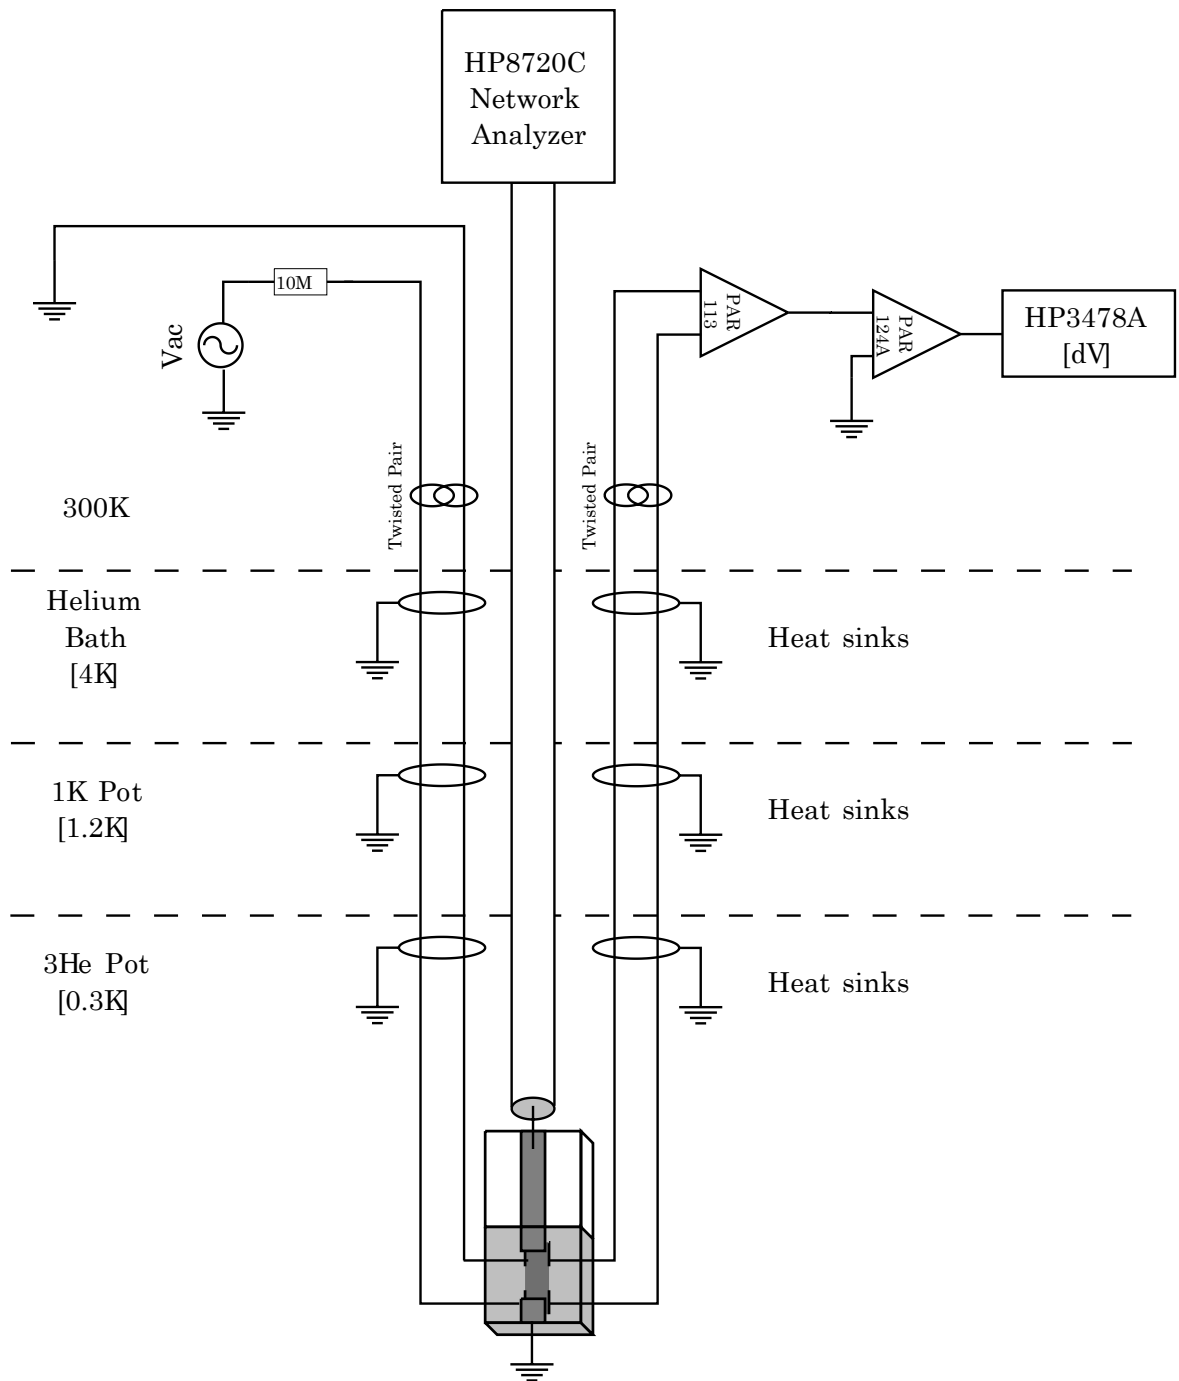 HP8720C
Network
Analyzer
10M
Vac
PAR
113
PAR
124A
HP3478A
[dV]
Twisted Pair
Twisted Pair
300K
Helium
Bath
[4K]
Heat sinks
1K Pot
[1.2K]
Heat sinks
3He Pot
[0.3K]
Heat sinks